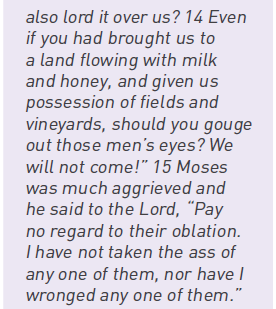 also lord it over us? 14 Even
if you had brought us to
a land flowing with milk
and honey, and given us
possession of fields and
vineyards, should you gouge
out those men’s eyes? We
will not come!” 15 Moses
was much aggrieved and
he said to the Lord, “Pay
no regard to their oblation.
I have not taken the ass of
any one of them, nor have I
wronged any one of them.”